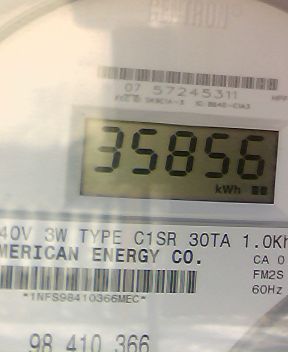 CENTRON®
07 57245311
35856
kWh
40V 3W TYPE C1SR 30TA 1.0Kh
MERICAN ENERGY CO.
CA 0
FM2S
60Hz
*1NFS98410366MEC*
98 410 366